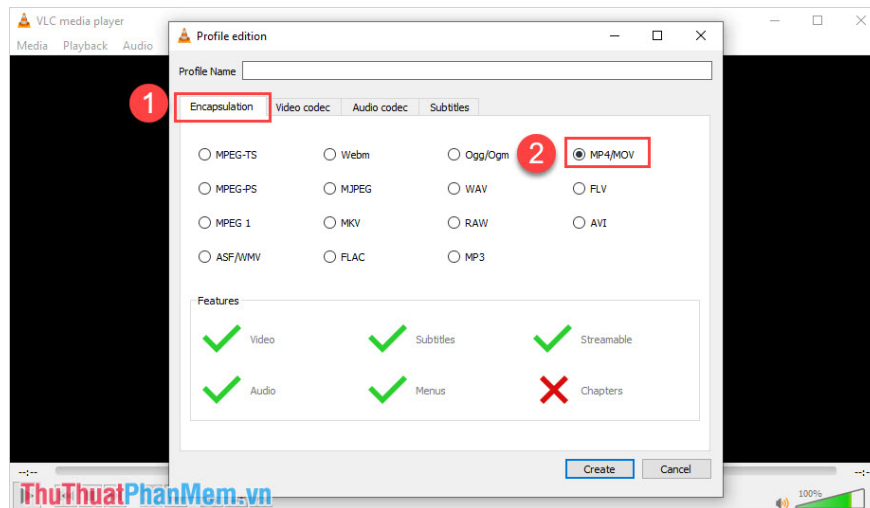 VLC media player
Media Playback Audio
Profile edition
Profile Name
1
Encapsulation Video codec Audio codec Subtitles
MPEG-TS Webm Ogg/Ogm 2 MP4/MOV
MPEG-PS MJPEG WAV FLV
MPEG 1 MKV RAW AVI
ASF/WMV FLAC MP3
Features
Video Subtitles Streamable
Audio Menus Chapters
Create Cancel
--:-- --:-
ThuThuatPhanMem.vn
100%